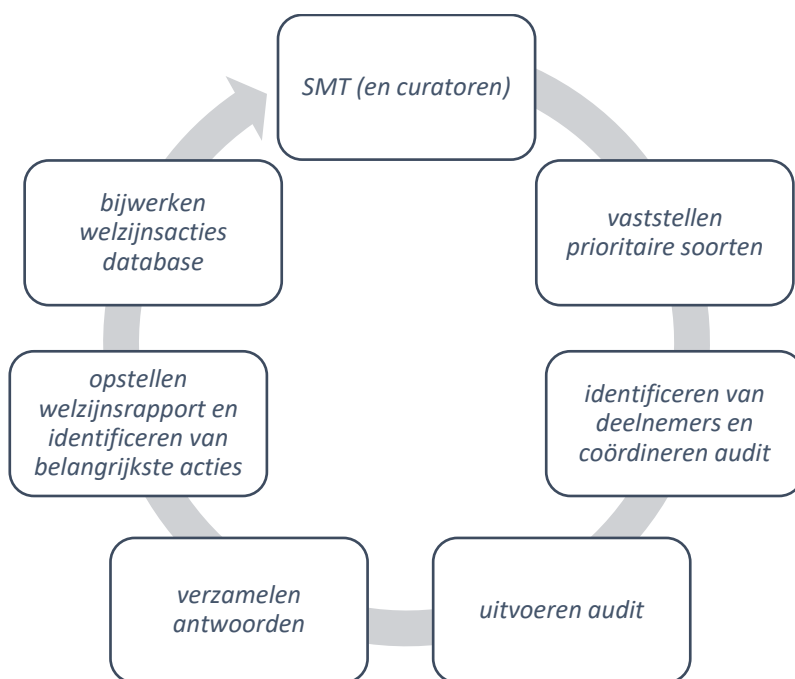 SMT (en curatoren)
vaststellen
prioritaire soorten
identificeren van
deelnemers en
coördineren audit
uitvoeren audit
verzamelen
antwoorden
opstellen
welzijnsrapport en
identificeren van
belangrijkste acties
bijwerken
welzijnsacties
database